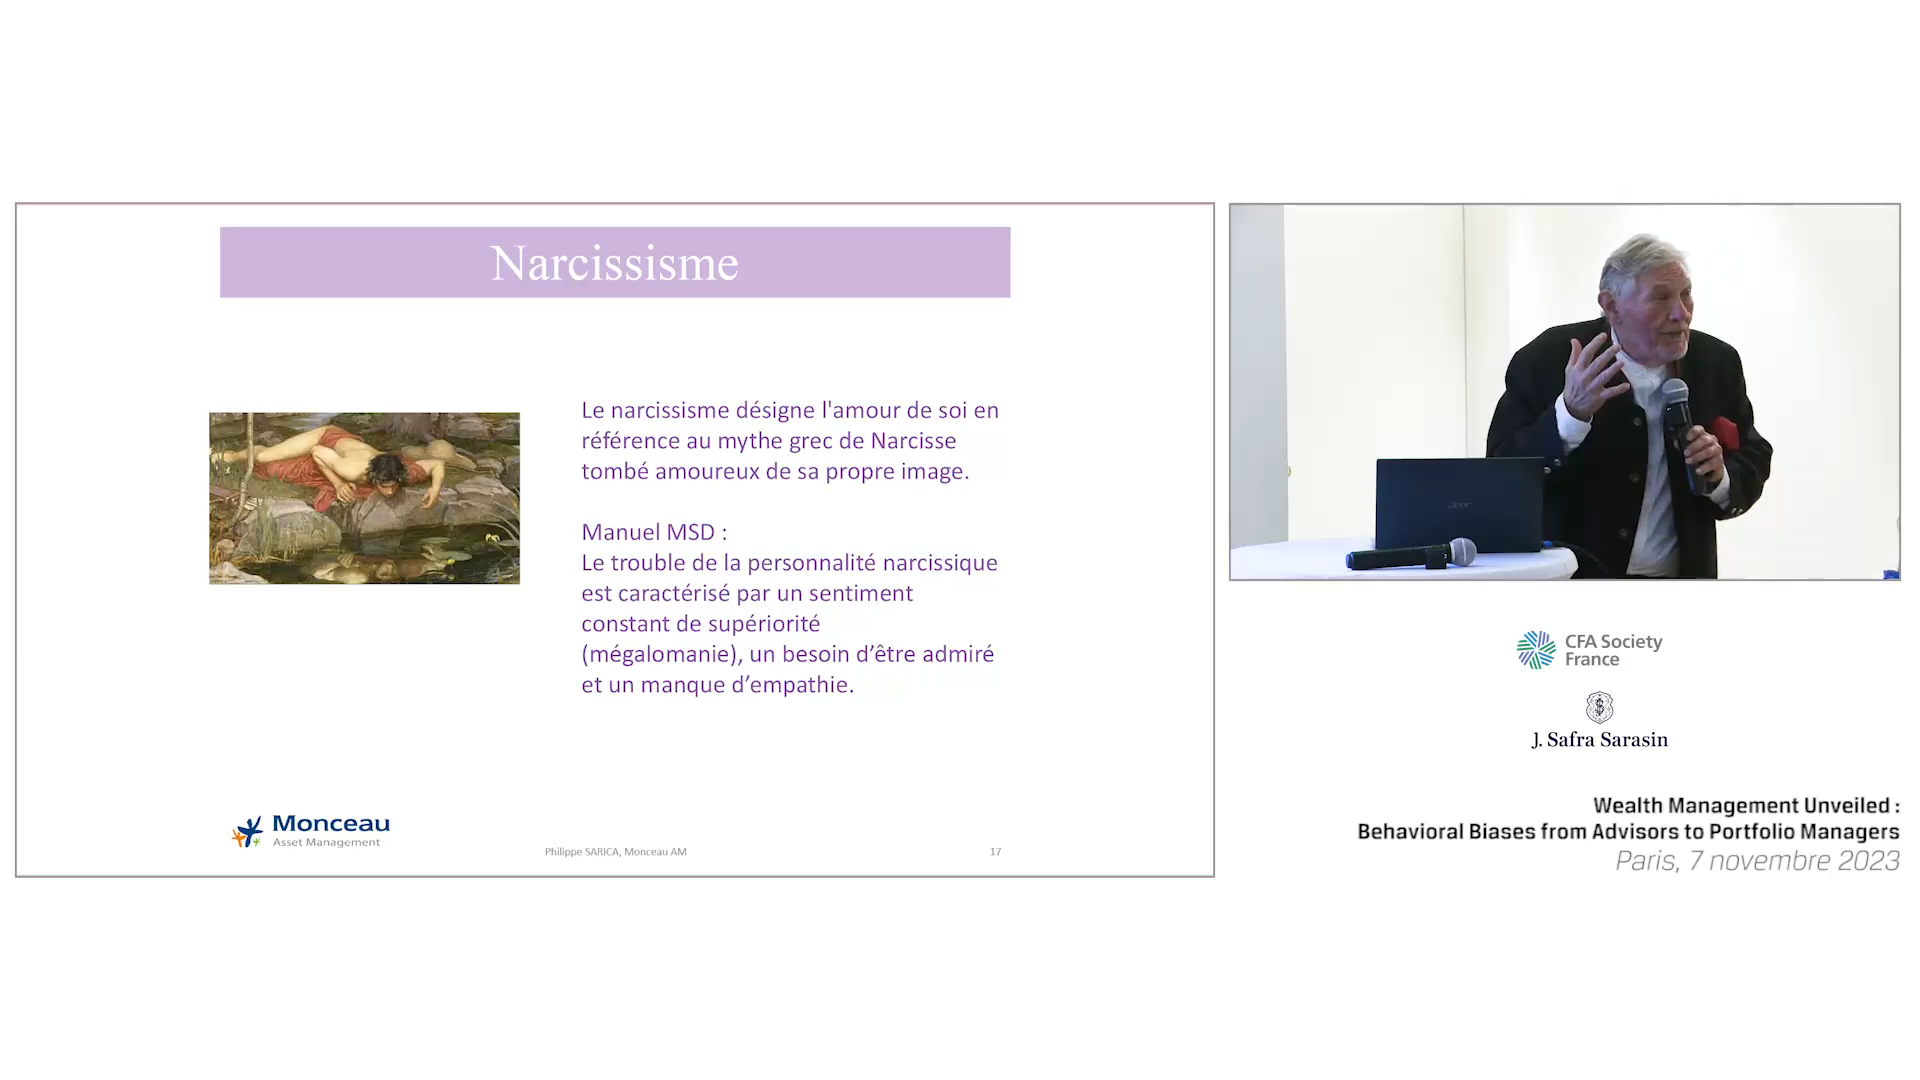 Narcissisme
Le narcissisme désigne l'amour de soi en
référence au mythe grec de Narcisse
tombé amoureux de sa propre image.
Manuel MSD :
Le trouble de la personnalité narcissique
est caractérisé par un sentiment
constant de supériorité
(mégalomanie), un besoin d’être admiré
et un manque d’empathie.
Monceau
Asset Management
Philippe SARICA, Monceau AM
17
acer
CFA Society
France
J. Safra Sarasin
Wealth Management Unveiled :
Behavioral Biases from Advisors to Portfolio Managers
Paris, 7 novembre 2023